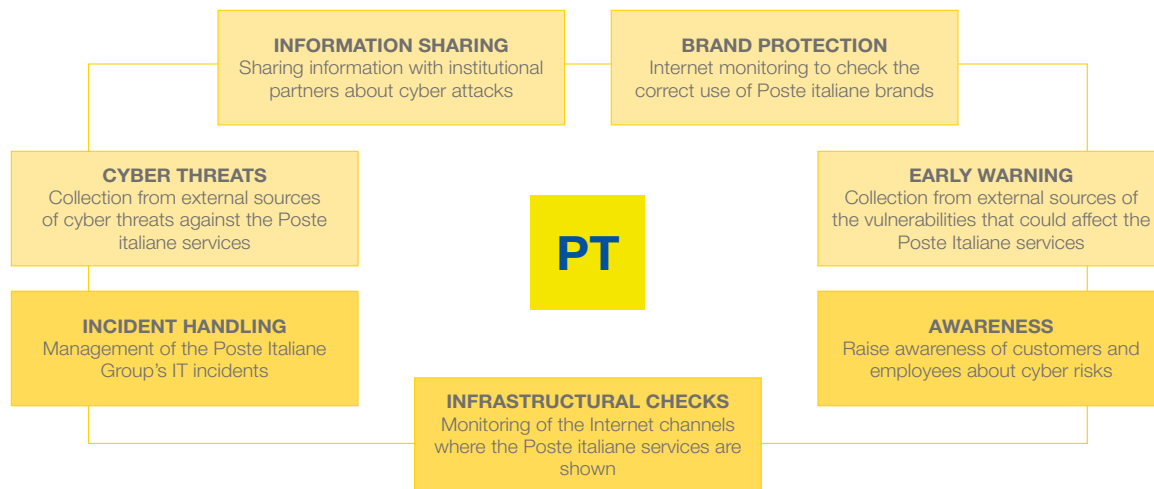 INFORMATION SHARING
Sharing information with institutional
partners about cyber attacks
BRAND PROTECTION
Internet monitoring to check the
correct use of Poste italiane brands
CYBER THREATS
Collection from external sources
of cyber threats against the Poste
italiane services
EARLY WARNING
Collection from external sources of
the vulnerabilities that could affect the
Poste Italiane services
PT
INCIDENT HANDLING
Management of the Poste Italiane
Group's IT incidents
AWARENESS
Raise awareness of customers and
employees about cyber risks
INFRASTRUCTURAL CHECKS
Monitoring of the Internet channels
where the Poste italiane services are
shown